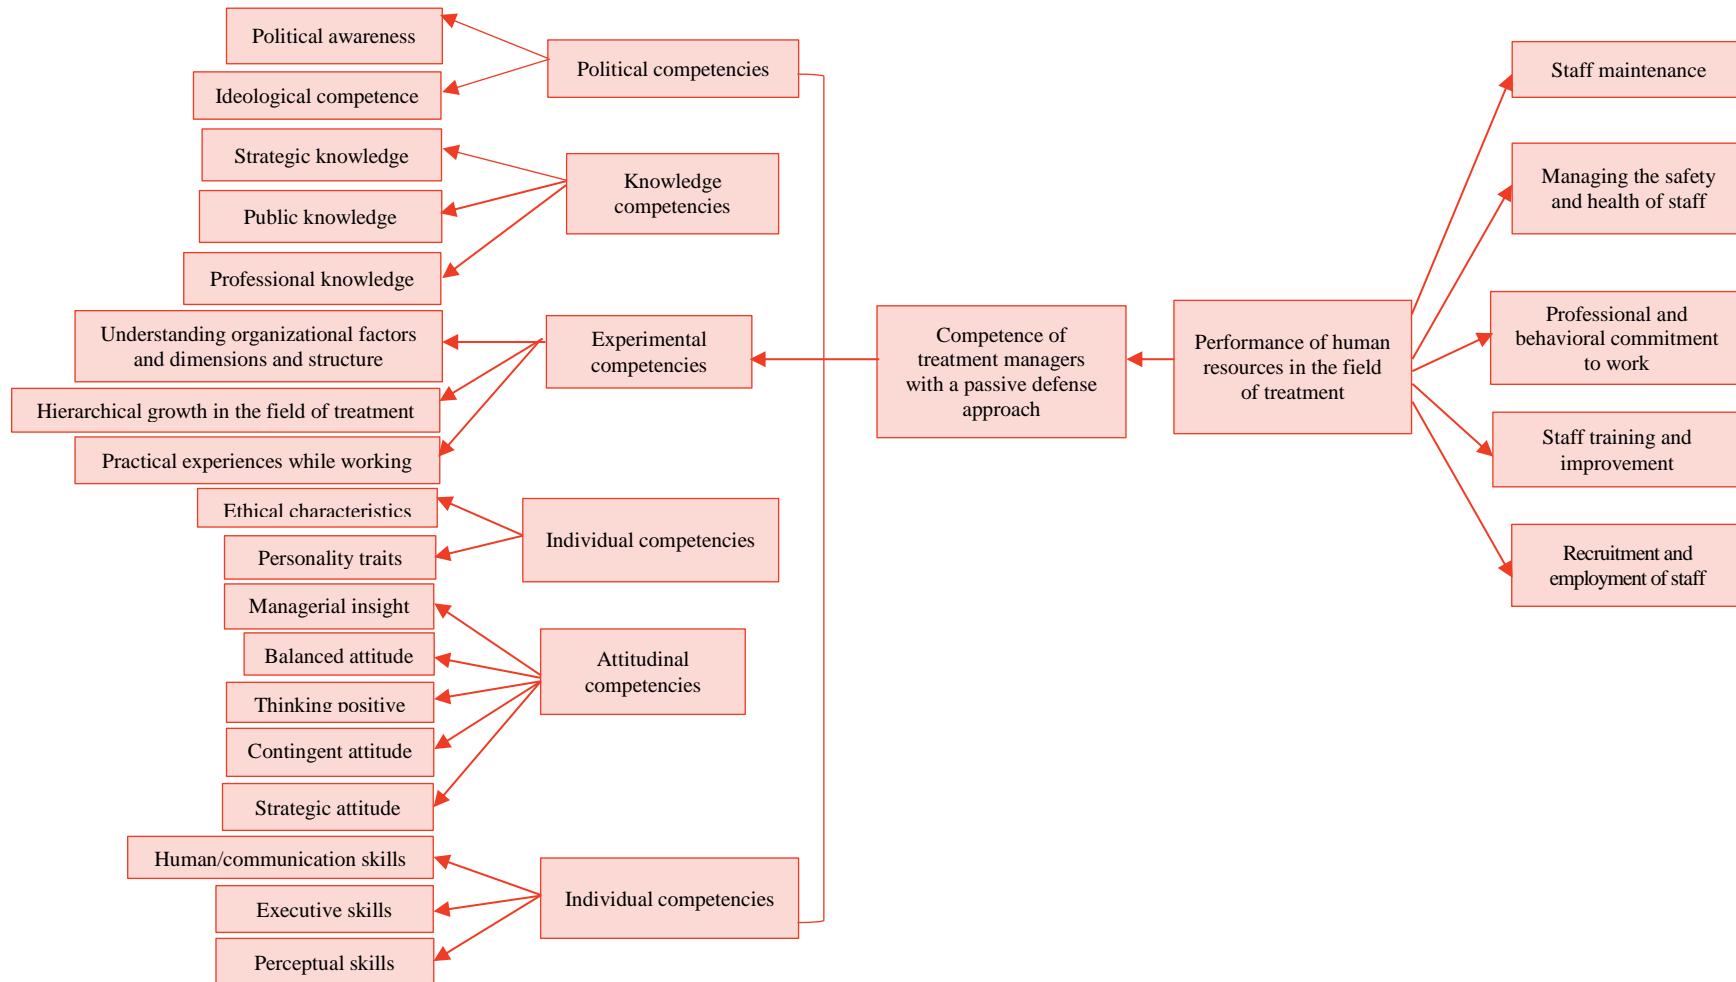 Political awareness
Ideological competence
Political competencies
Strategic knowledge
Public knowledge
Professional knowledge
Knowledge
competencies
Understanding organizational factors
and dimensions and structure
Hierarchical growth in the field of treatment
Practical experiences while working
Experimental
competencies
Ethical characteristics
Personality traits
Individual competencies
Managerial insight
Balanced attitude
Thinking positive
Contingent attitude
Strategic attitude
Attitudinal
competencies
Human/communication skills
Executive skills
Perceptual skills
Individual competencies
Competence of
treatment managers
with a passive defense
approach
Performance of human
resources in the field
of treatment
Staff maintenance
Managing the safety
and health of staff
Professional and
behavioral commitment
to work
Staff training and
improvement
Recruitment and
employment of staff